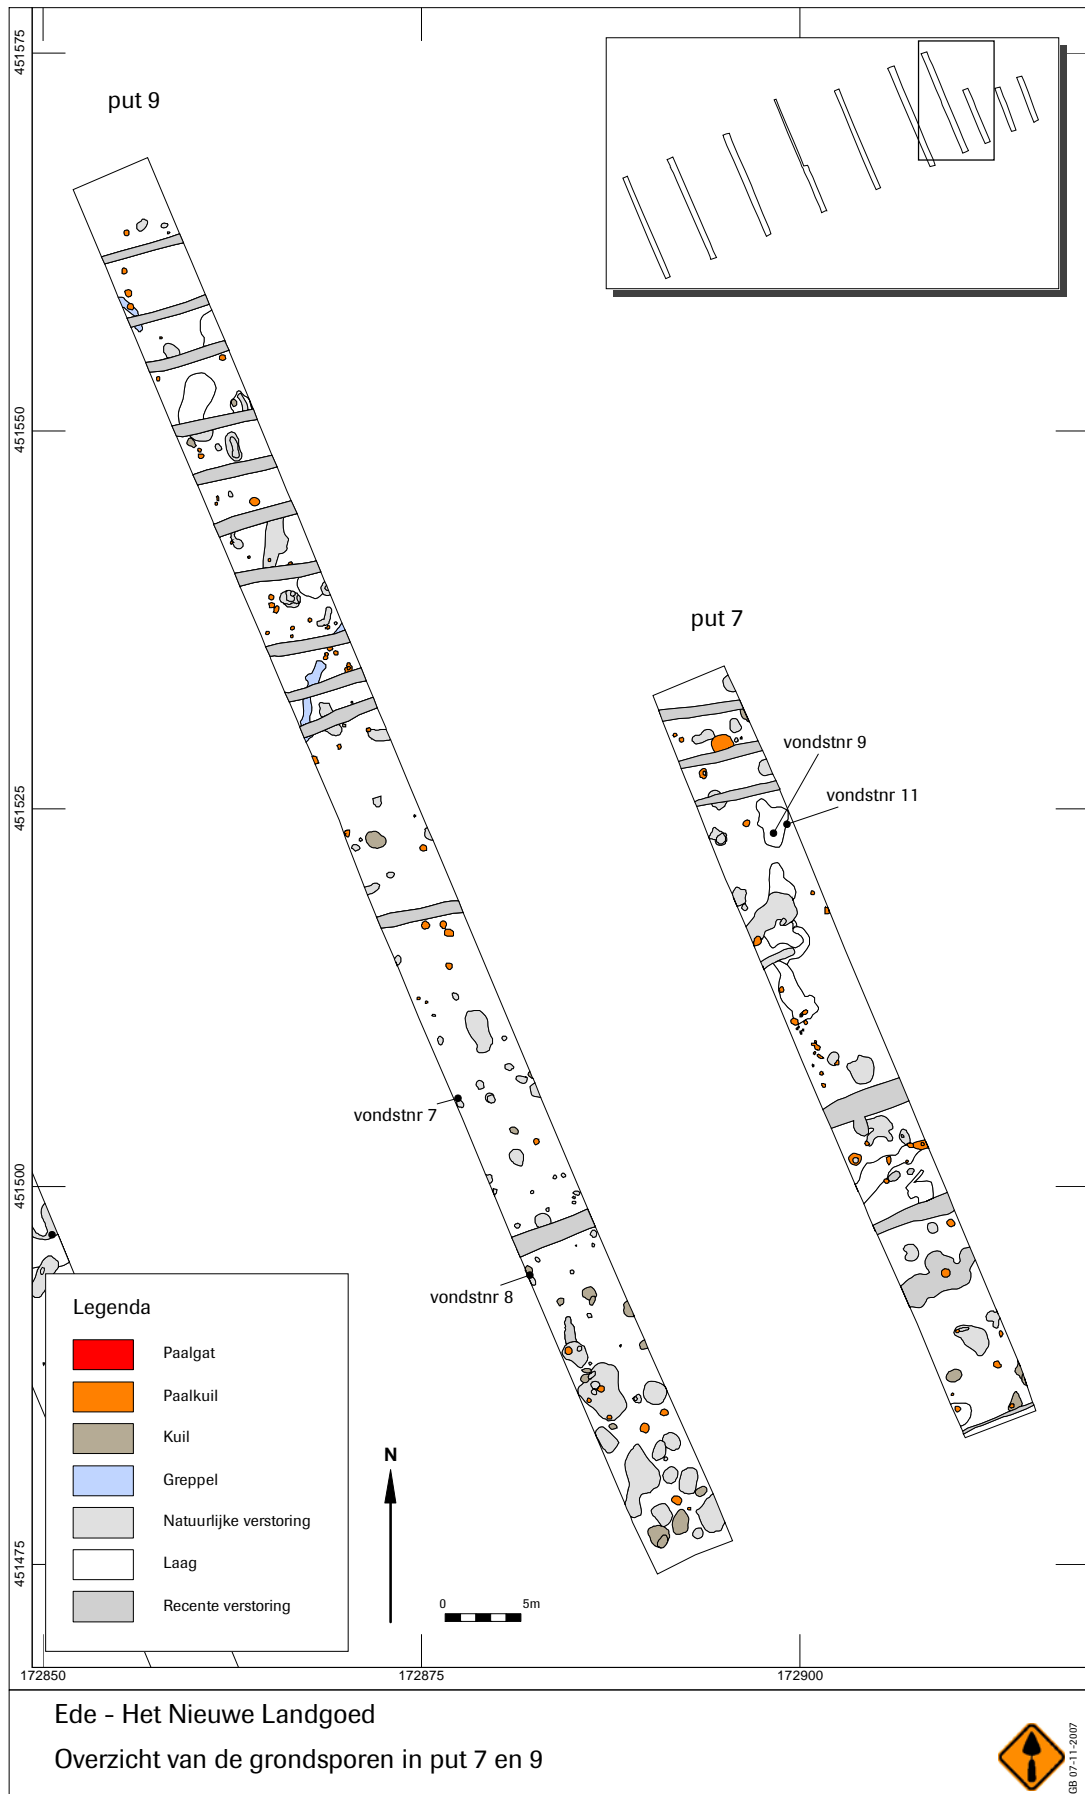 451575
put 9
451550
put 7
vondstnr 9
vondstnr 11
451525
vondstnr 7
451500
vondstnr 8
Legenda
Paalgat
Paalkuil
Kuil
Greppel
Natuurlijke verstoring
Laag
Recente verstoring
N
0 5m
451475
172850 172875 172900
Ede - Het Nieuwe Landgoed
Overzicht van de grondsporen in put 7 en 9
GB 07-11-2007